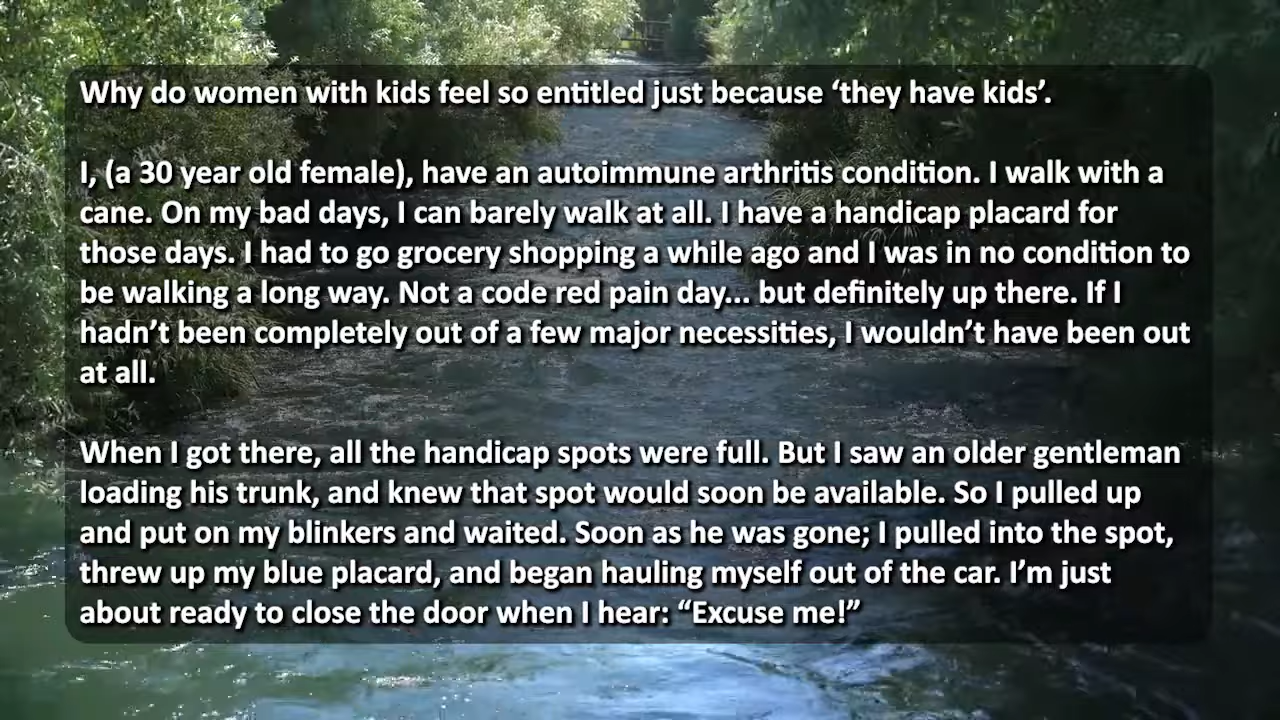 Why do women with kids feel so entitled just because ‘they have kids’.
I, (a 30 year old female), have an autoimmune arthritis condition. I walk with a
cane. On my bad days, I can barely walk at all. I have a handicap placard for
those days. I had to go grocery shopping a while ago and I was in no condition to
be walking a long way. Not a code red pain day... but definitely up there. If I
hadn’t been completely out of a few major necessities, I wouldn’t have been out
at all.
When I got there, all the handicap spots were full. But I saw an older gentleman
loading his trunk, and knew that spot would soon be available. So I pulled up
and put on my blinkers and waited. Soon as he was gone; I pulled into the spot,
threw up my blue placard, and began hauling myself out of the car. I’m just
about ready to close the door when I hear: “Excuse me!”